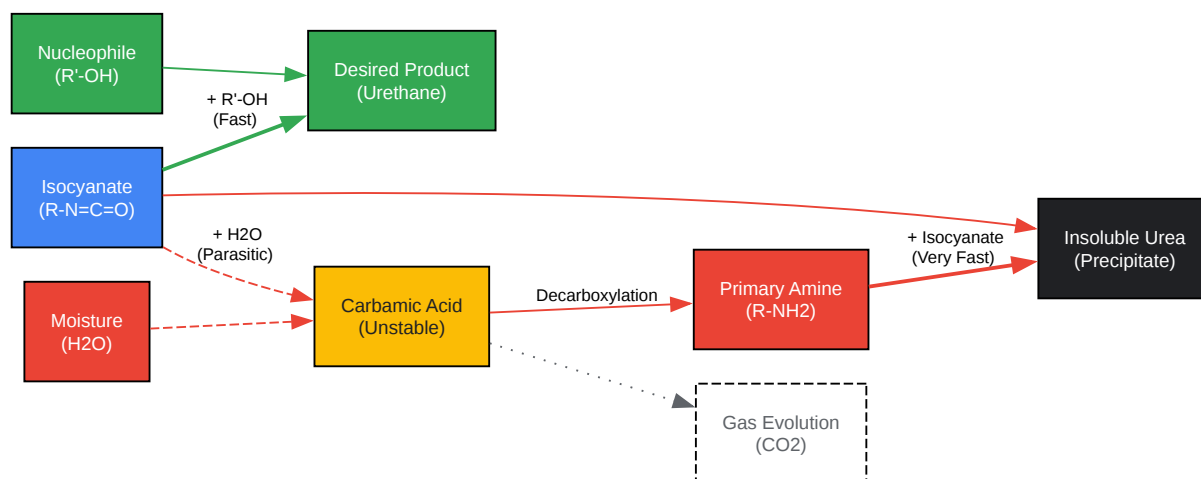 Nucleophile
(R'-OH)
Desired Product
(Urethane)
+ R'-OH
(Fast)
Isocyanate
(R-N=C=O)
+ H2O
(Parasitic)
Moisture
(H2O)
Carbamic Acid
(Unstable)
Decarboxylation
Primary Amine
(R-NH2)
+ Isocyanate
(Very Fast)
Insoluble Urea
(Precipitate)
Gas Evolution
(CO2)